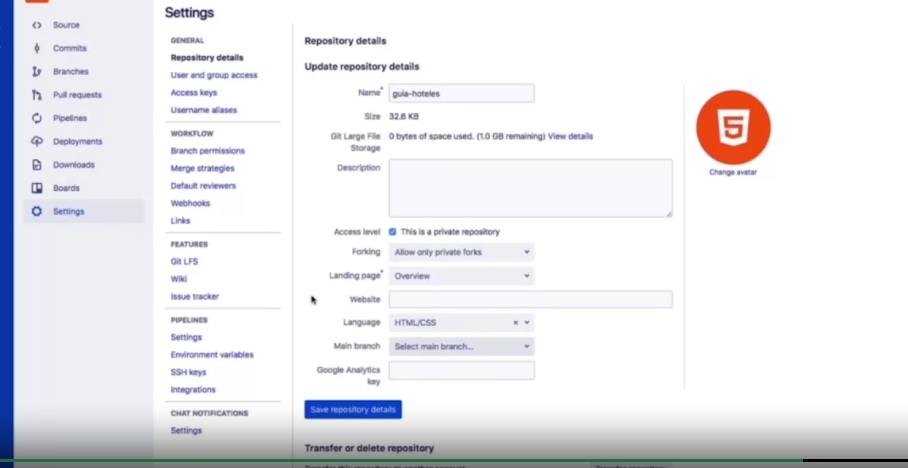 Settings
Source
Commits
Branches
Pull requests
Pipelines
Deployments
Downloads
Boards
Settings
GENERAL
Repository details
User and group access
Access keys
Username aliases
WORKFLOW
Branch permissions
Merge strategies
Default reviewers
Webhooks
Links
FEATURES
Git LFS
Wiki
Issue tracker
PIPELINES
Settings
Environment variables
SSH keys
Integrations
CHAT NOTIFICATIONS
Settings
Repository details
Update repository details
Name* guia-hoteles
Size 32.6 KB
Git Large File Storage 0 bytes of space used. (1.0 GB remaining) View details
Description
Access level This is a private repository
Forking Allow only private forks
Landing page* Overview
Website
Language HTML/CSS
Main branch Select main branch...
Google Analytics key
Save repository details
Transfer or delete repository
5
Change avatar